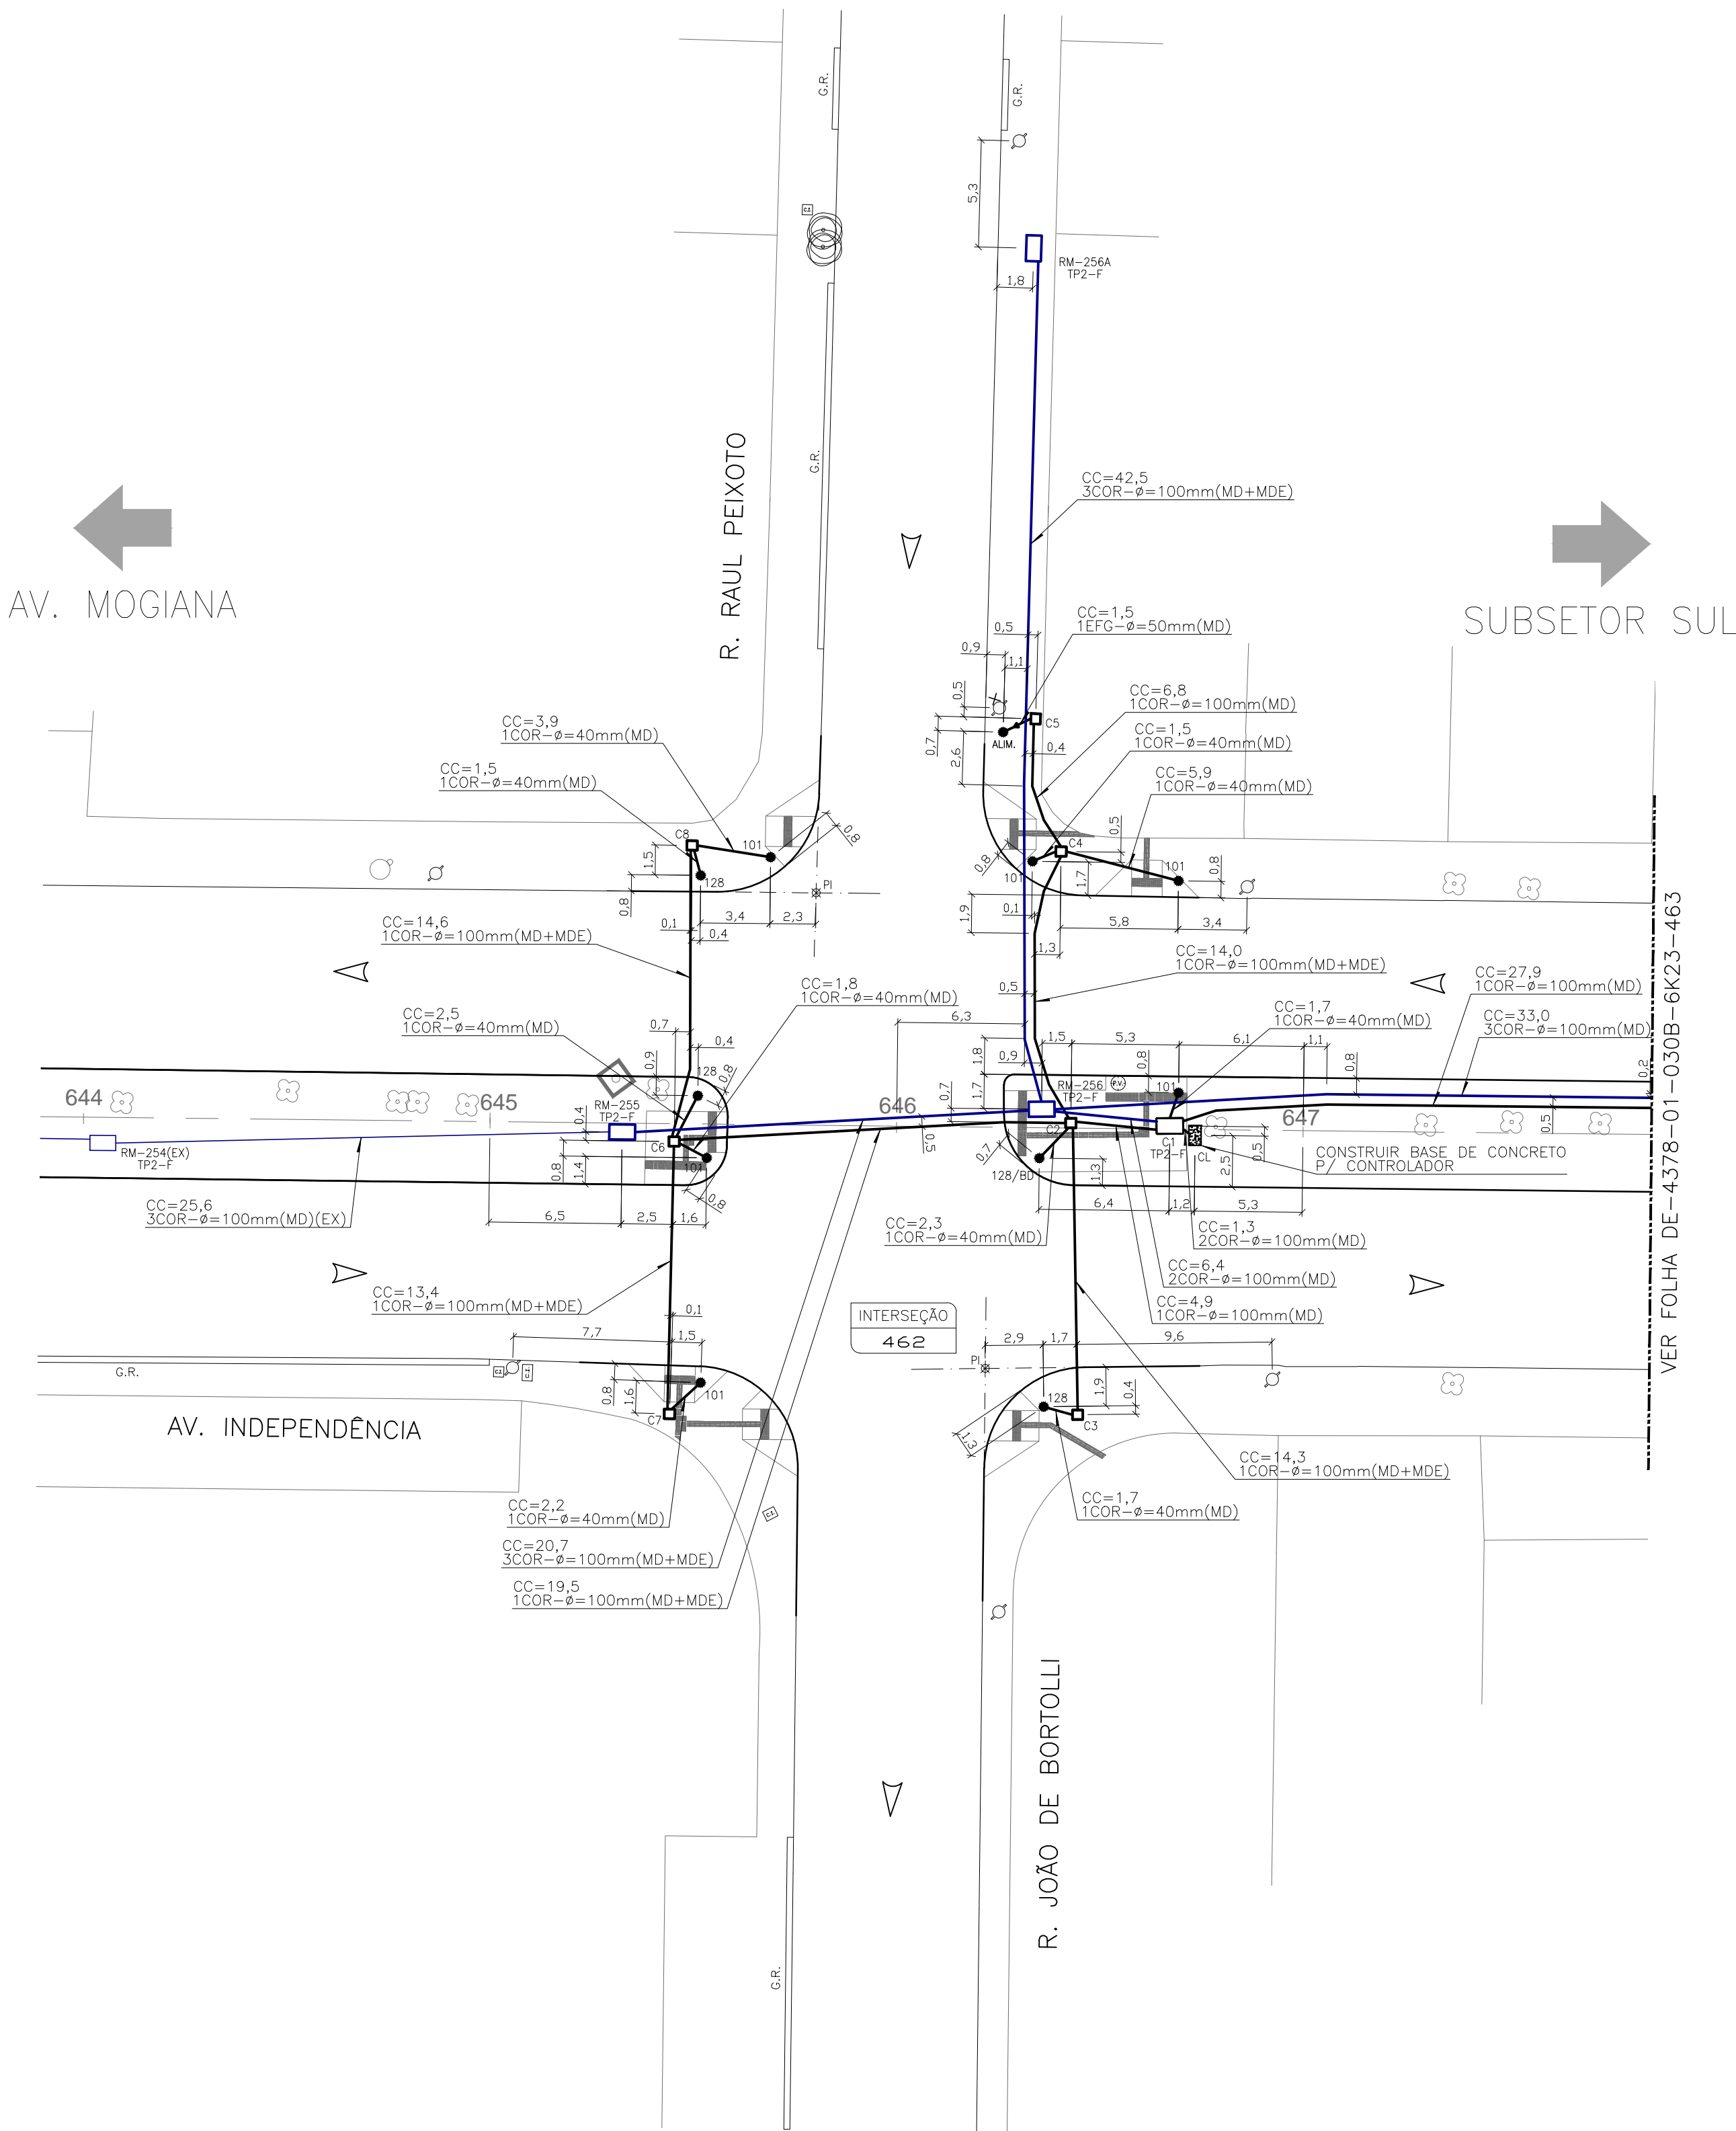 G.R.
G.R.
5,3
C.I.
RM-256A
TP2-F
1,8
R. RAUL PEIXOTO
G.R.
CC=42,5
3COR-ø=100mm(MD+MDE)
AV. MOGIANA
SUBSETOR SUL
CC=1,5
1EFG-ø=50mm(MD)
0,5
0,9
1,1
0,5
CC=6,8
1COR-ø=100mm(MD)
CC=3,9
1COR-ø=40mm(MD)
C5
ALIM.
0,7
2,6
0,4
CC=1,5
1COR-ø=40mm(MD)
CC=1,5
1COR-ø=40mm(MD)
CC=5,9
1COR-ø=40mm(MD)
C8
101
0,8
1,5
128
PI
0,8
3,4
2,3
0,1
0,4
0,5
C4
0,8
101
1,7
101
0,8
1,9
0,1
5,8
3,4
1,3
CC=14,6
1COR-ø=100mm(MD+MDE)
CC=14,0
1COR-ø=100mm(MD+MDE)
CC=1,8
1COR-ø=40mm(MD)
CC=27,9
1COR-ø=100mm(MD)
CC=2,5
1COR-ø=40mm(MD)
0,5
6,3
CC=1,7
1COR-ø=40mm(MD)
CC=33,0
3COR-ø=100mm(MD)
0,7
0,4
0,9
128
0,8
1,8
0,9
1,5
5,3
6,1
1,1
0,8
0,8
0,2
644
645
646
647
RM-255
TP2-F
0,4
0,7
1,7
RM-256
TP2-F
P.V.
101
RM-254(EX)
TP2-F
C6
101
0,8
1,4
0,8
0,5
C2
0,7
128/BD
1,3
C1
TP2-F
CL
2,5
0,5
0,5
CONSTRUIR BASE DE CONCRETO
P/ CONTROLADOR
CC=25,6
3COR-ø=100mm(MD)(EX)
6,5
2,5
1,6
6,4
1,2
5,3
CC=2,3
1COR-ø=40mm(MD)
CC=1,3
2COR-ø=100mm(MD)
CC=6,4
2COR-ø=100mm(MD)
CC=13,4
1COR-ø=100mm(MD+MDE)
CC=4,9
1COR-ø=100mm(MD)
INTERSEÇÃO
462
VER FOLHA DE-4378-01-030B-6K23-463
0,1
7,7
1,5
2,9
1,7
9,6
PI
G.R.
C.I.
C.I.
0,8
1,6
101
C7
128
1,9
0,4
C3
1,3
AV. INDEPENDÊNCIA
CC=14,3
1COR-ø=100mm(MD+MDE)
CC=2,2
1COR-ø=40mm(MD)
C.I.
CC=1,7
1COR-ø=40mm(MD)
CC=20,7
3COR-ø=100mm(MD+MDE)
CC=19,5
1COR-ø=100mm(MD+MDE)
R. JOÃO DE BORTOLLI
G.R.